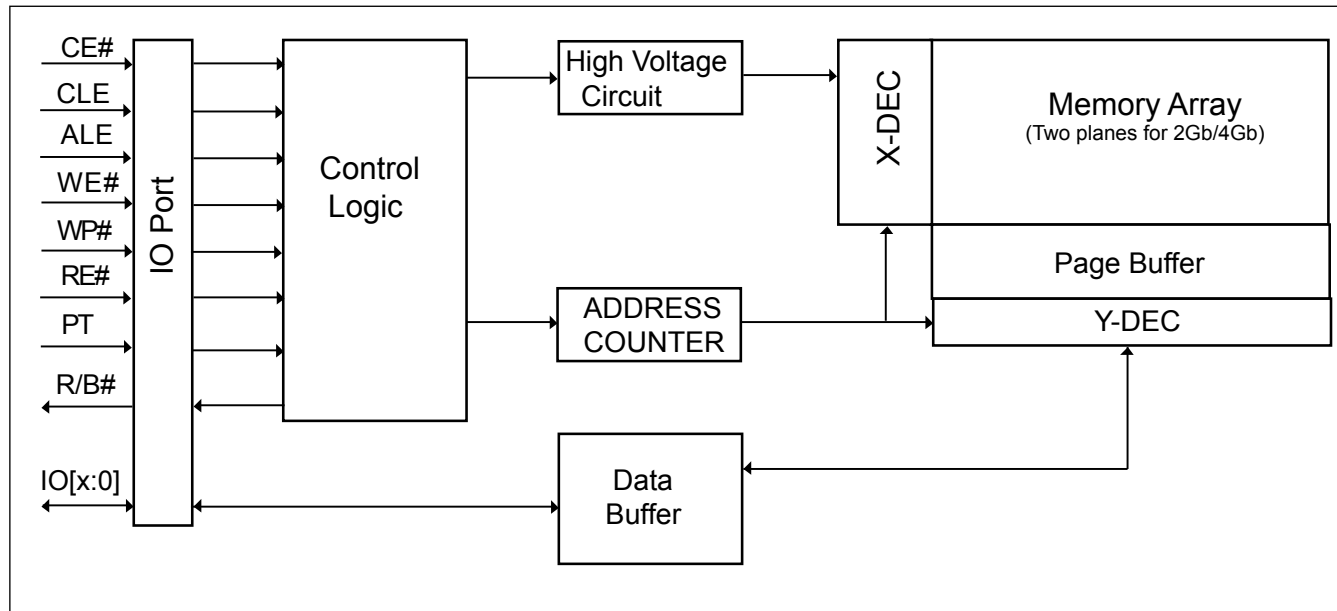 CE#
CLE
ALE
WE#
WP#
RE#
PT
R/B#
IO[x:0]
IO Port
Control
Logic
High Voltage
Circuit
ADDRESS
COUNTER
Data
Buffer
X-DEC
Memory Array
(Two planes for 2Gb/4Gb)
Page Buffer
Y-DEC